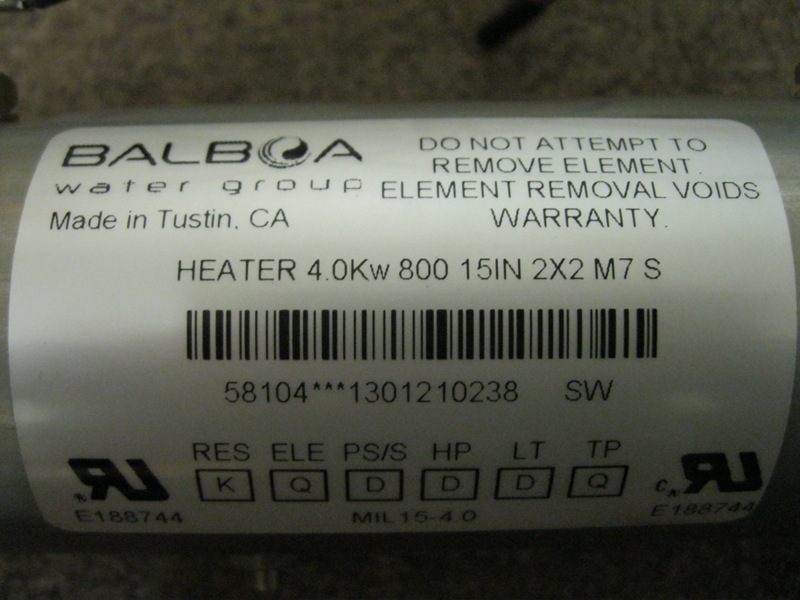 BALBOA
water group
Made in Tustin, CA
DO NOT ATTEMPT TO
REMOVE ELEMENT.
ELEMENT REMOVAL VOIDS
WARRANTY.
HEATER 4.0Kw 800 15IN 2X2 M7 S
58104***1301210238 SW
RES ELE PS/S HP LT TP
K Q D D D Q
E188744 MIL15-4.0 E188744